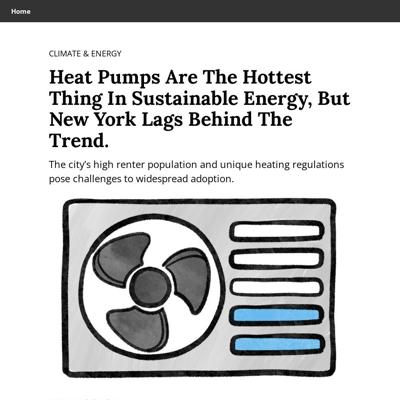 Home
CLIMATE & ENERGY
Heat Pumps Are The Hottest
Thing In Sustainable Energy, But
New York Lags Behind The
Trend.
The city’s high renter population and unique heating regulations
pose challenges to widespread adoption.